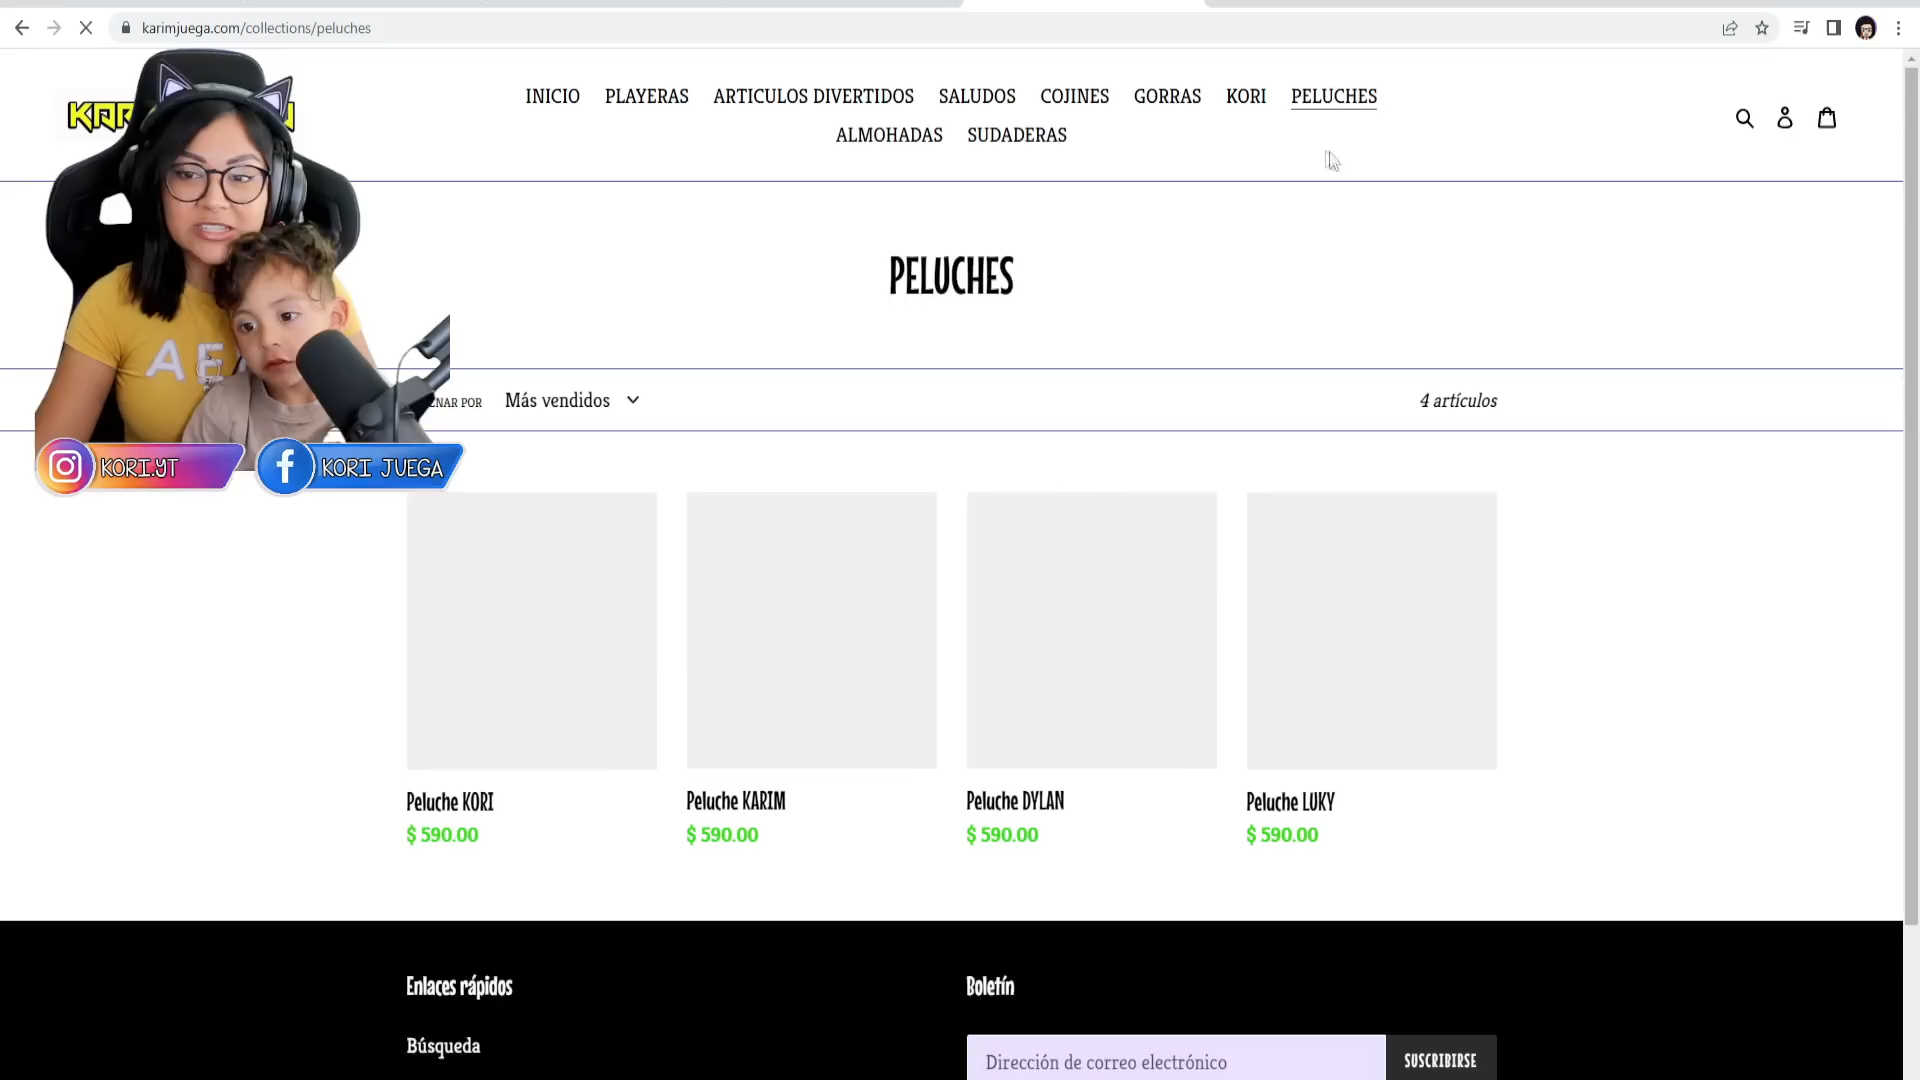 karimjuega.com/collections/peluches
INICIO PLAYERAS ARTICULOS DIVERTIDOS SALUDOS COJINES GORRAS KORI PELUCHES
ALMOHADAS SUDADERAS
PELUCHES
Más vendidos
4 artículos
KORI.YT
KORI JUEGA
Peluche KORI
$ 590.00
Peluche KARIM
$ 590.00
Peluche DYLAN
$ 590.00
Peluche LUKY
$ 590.00
Enlaces rápidos
Búsqueda
Boletín
Dirección de correo electrónico
SUSCRIBIRSE